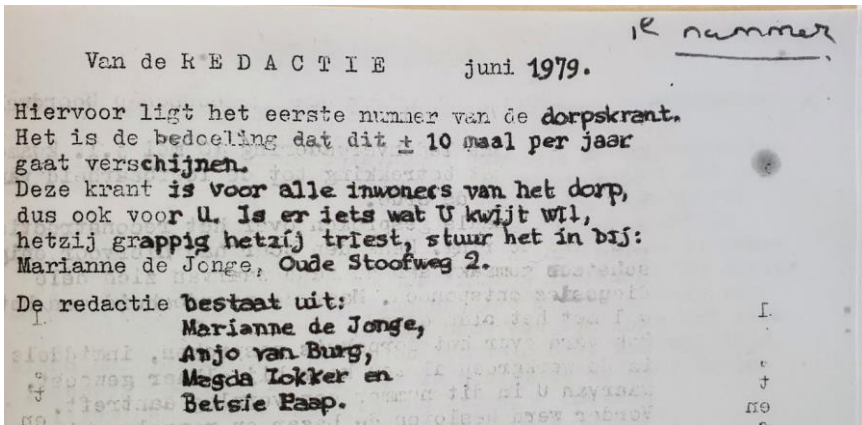 1e nummer
Van de R E D A C T I E juni 1979.
Hiervoor ligt het eerste nummer van de dorpskrant.
Het is de bedoeling dat dit ± 10 maal per jaar
gaat verschijnen.
Deze krant is voor alle inwoners van het dorp,
dus ook voor U. Is er iets wat U kwijt wil,
hetzij grappig hetzij triest, stuur het in bij:
Marianne de Jonge, Oude Stoofweg 2.
De redactie bestaat uit:
Marianne de Jonge,
Anjo van Burg,
Magda Lokker en
Betsie Paap.